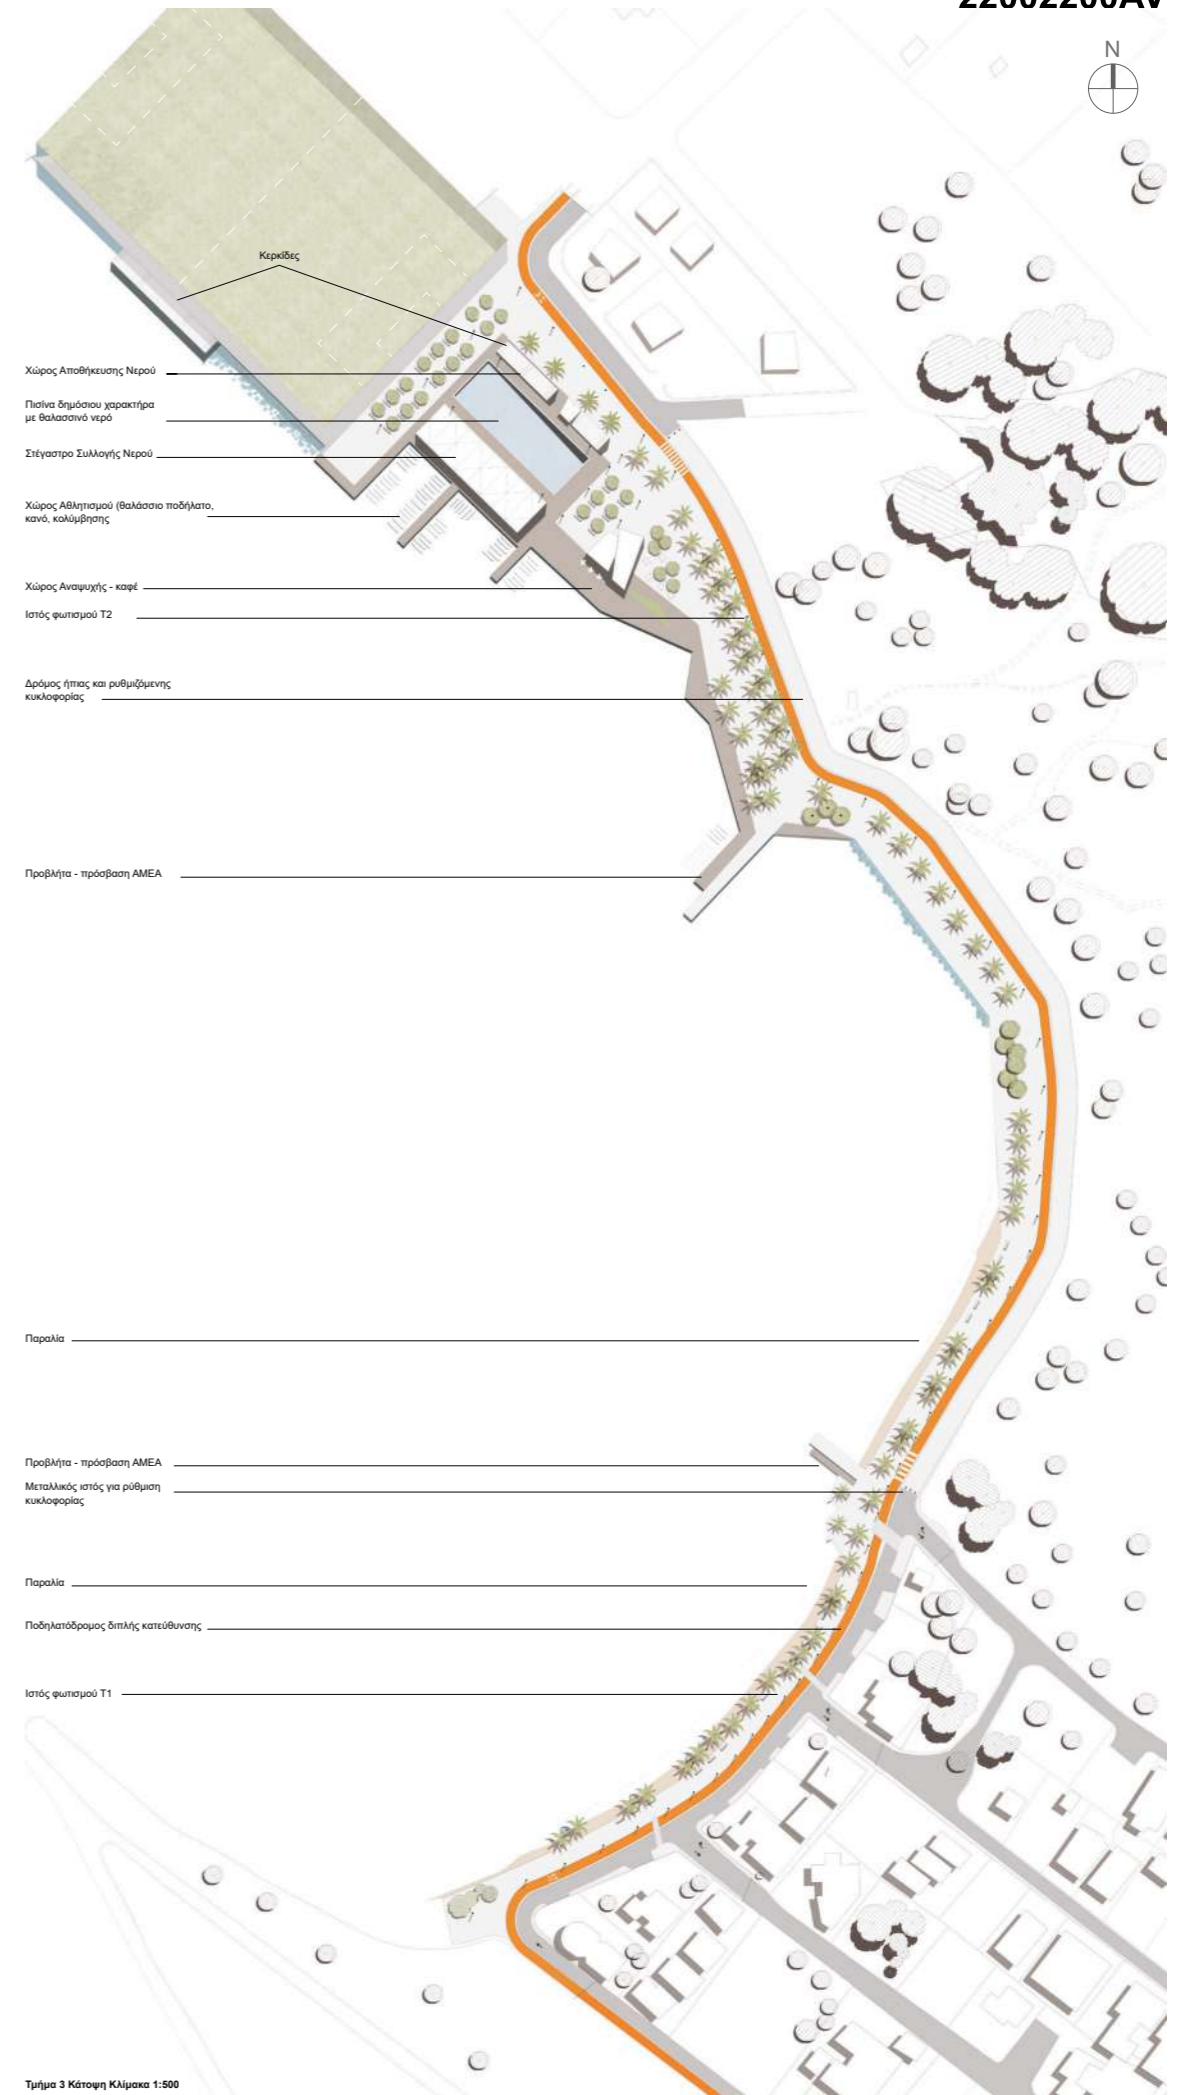 N
Κερκίδες
Χώρος Αποθήκευσης Νερού
Πισίνα δημόσιου χαρακτήρα
με θαλασσινό νερό
Στέγαστρο Συλλογής Νερού
Χώρος Αθλητισμού (θαλάσσιο ποδήλατο,
κανό, κολύμβησης
Χώρος Αναψυχής - καφέ
Ιστός φωτισμού Τ2
Δρόμος ήπιας και ρυθμιζόμενης
κυκλοφορίας
Προβλήτα - πρόσβαση ΑΜΕΑ
Παραλία
Προβλήτα - πρόσβαση ΑΜΕΑ
Μεταλλικός ιστός για ρύθμιση
κυκλοφορίας
Παραλία
Ποδηλατόδρομος διπλής κατεύθυνσης
Ιστός φωτισμού Τ1
Τμήμα 3 Κάτοψη Κλίμακα 1:500